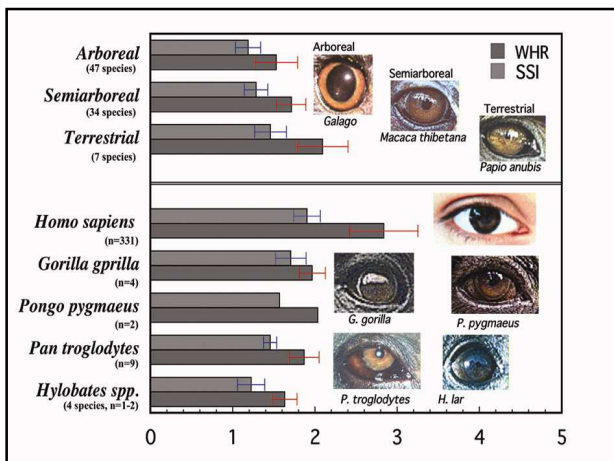 Arboreal
(47 species)
Semiarboreal
(34 species)
Terrestrial
(7 species)
Arboreal
Galago
Semiarboreal
Macaca thibetana
Terrestrial
Papio anubis
WHR
SSI
Homo sapiens
(n=331)
Gorilla gprilla
(n=4)
Pongo pygmaeus
(n=2)
Pan troglodytes
(n=9)
Hylobates spp.
(4 species, n=1-2)
G. gorilla
P. pygmaeus
P. troglodytes
H. lar
0 1 2 3 4 5